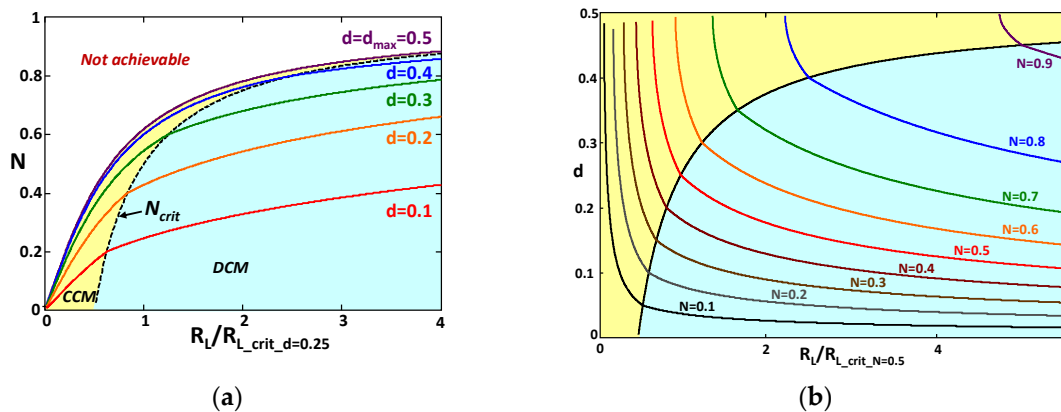 1
0.8
0.6
0.4
0.2
0
N
Not achievable
d=dmax=0.5
d=0.4
d=0.3
d=0.2
d=0.1
Ncrit
DCM
CCM
0 1 2 3 4
RL/RL_crit_d=0.25
(a)
0.5
0.4
0.3
0.2
0.1
0
d
N=0.9
N=0.8
N=0.7
N=0.6
N=0.5
N=0.4
N=0.3
N=0.2
N=0.1
0 2 4
RL/RL_crit_N=0.5
(b)